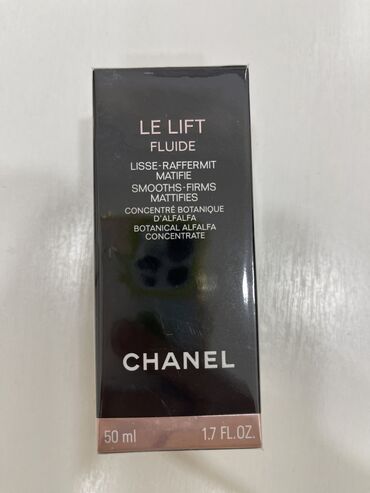 LE LIFT
FLUIDE
LISSE-RAFFERMIT
MATIFIE
SMOOTHS-FIRMS
MATTIFIES
CONCENTRÉ BOTANIQUE
D'ALFALFA
BOTANICAL ALFALFA
CONCENTRATE
CHANEL
50 ml 1.7 FL.OZ.